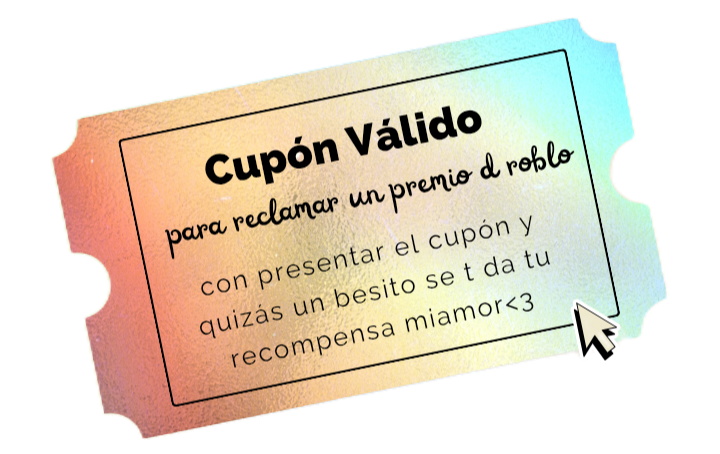 Cupón Válido
para reclamar un premio d roblo
con presentar el cupón y
quizás un besito se t da tu
recompensa miamor<3